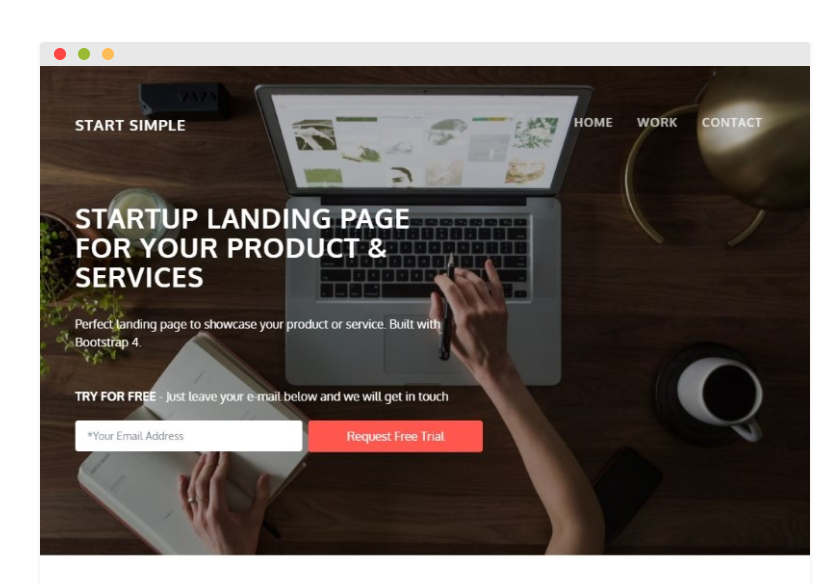 START SIMPLE
HOME WORK CONTACT
STARTUP LANDING PAGE
FOR YOUR PRODUCT &
SERVICES
Perfect landing page to showcase your product or service. Built with
Bootstrap 4.
TRY FOR FREE - Just leave your e-mail below and we will get in touch
*Your Email Address
Request Free Trial